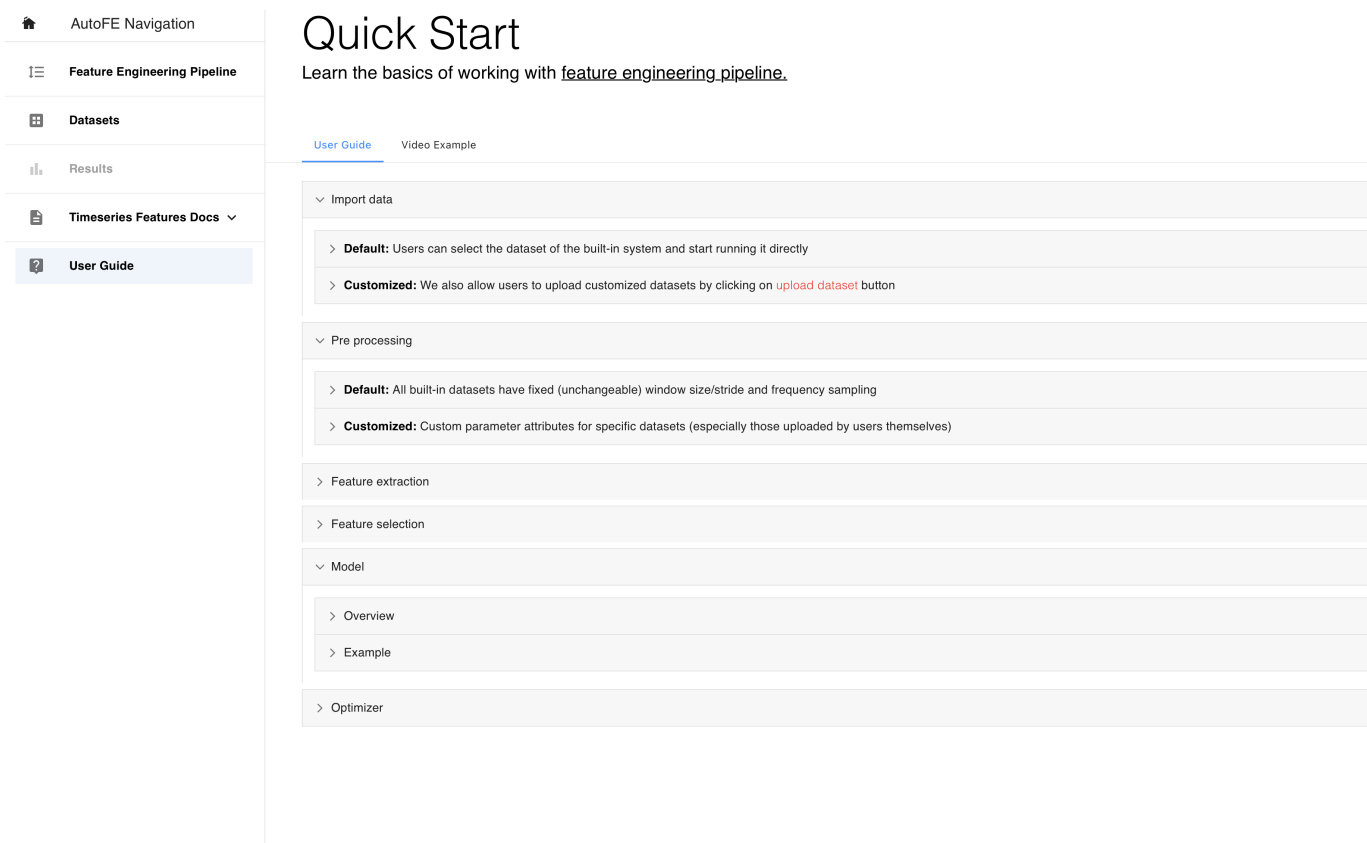 AutoFE Navigation
Feature Engineering Pipeline
Datasets
Results
Timeseries Features Docs
User Guide
Quick Start
Learn the basics of working with feature engineering pipeline.
User Guide
Video Example
Import data
Default: Users can select the dataset of the built-in system and start running it directly
Customized: We also allow users to upload customized datasets by clicking on upload dataset button
Pre processing
Default: All built-in datasets have fixed (unchangeable) window size/stride and frequency sampling
Customized: Custom parameter attributes for specific datasets (especially those uploaded by users themselves)
Feature extraction
Feature selection
Model
Overview
Example
Optimizer